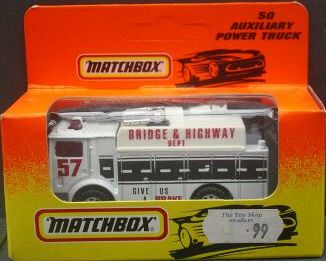 50
AUXILIARY
POWER TRUCK
MATCHBOX
BRIDGE & HIGHWAY
DEPT
57
GIVE US
A BRAKE
MATCHBOX
The Toy Shop
.99